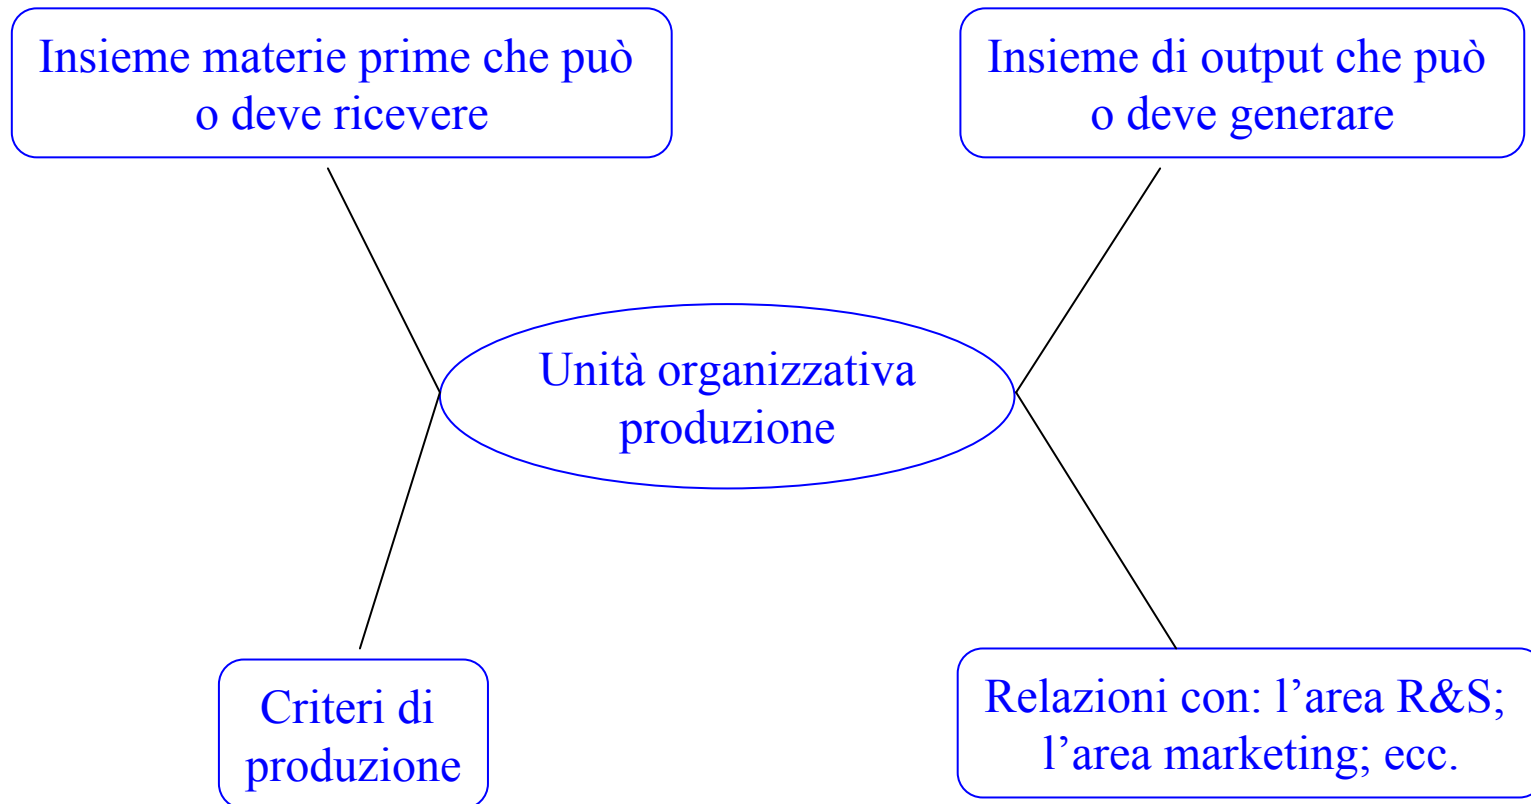 Insieme materie prime che può
o deve ricevere
Insieme di output che può
o deve generare
Unità organizzativa
produzione
Criteri di
produzione
Relazioni con: l’area R&S;
l’area marketing; ecc.